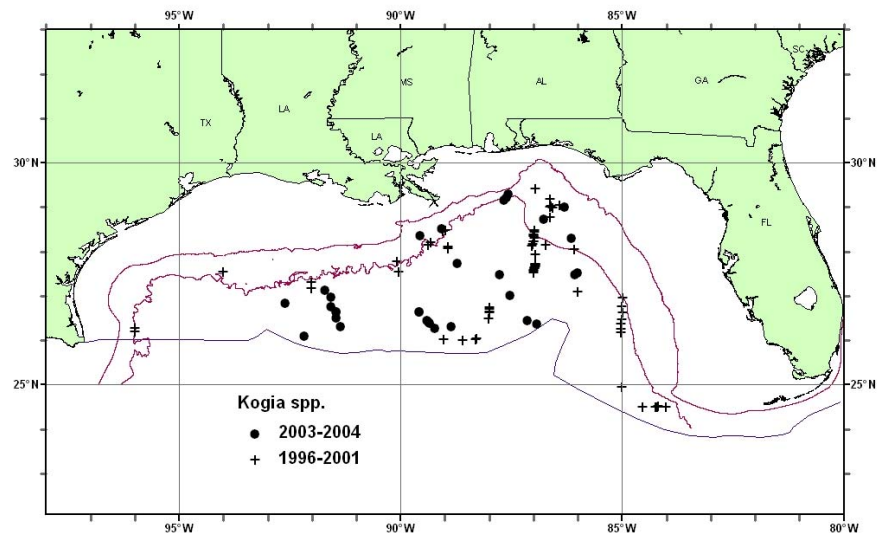 95°W 90°W 85°W
SC
MS AL GA
LA
TX
LA
30°N 30°N
FL
25°N 25°N
Kogia spp.
2003-2004
1996-2001
95°W 90°W 85°W 80°W